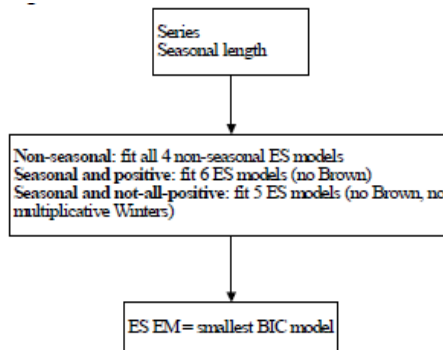 Series
Seasonal length
Non-seasonal: fit all 4 non-seasonal ES models
Seasonal and positive: fit 6 ES models (no Brown)
Seasonal and not-all-positive: fit 5 ES models (no Brown, no
multiplicative Winters)
ES EM = smallest BIC model